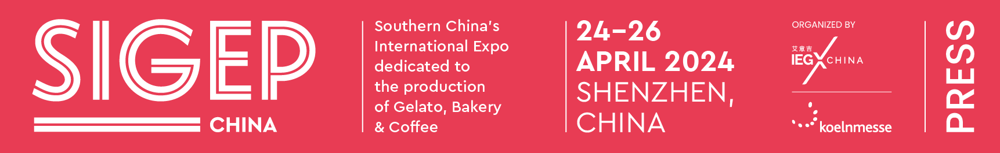 SIGEP
CHINA
Southern China's
International Expo
dedicated to
the production
of Gelato, Bakery
& Coffee
24–26
APRIL 2024
SHENZHEN,
CHINA
ORGANIZED BY
艾意吉
IEG CHINA
koelnmesse
PRESS